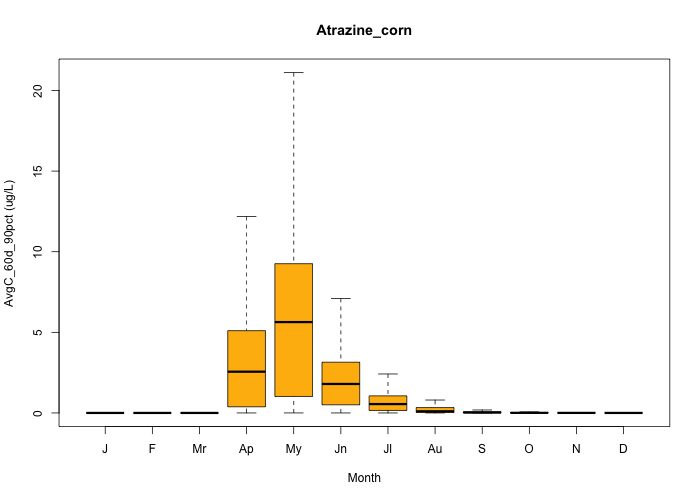 Atrazine_corn
AvgC_60d_90pct (ug/L)
20
15
10
5
0
J F Mr Ap My Jn Jl Au S O N D
Month